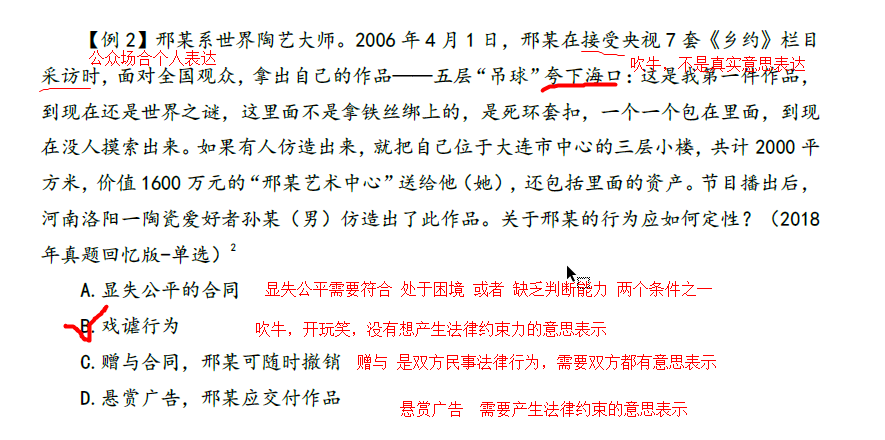 【例2】邢某系世界陶艺大师。2006年4月1日，邢某在接受央视7套《乡约》栏目
公众场合个人表达
吹牛，不是真实意思表达
采访时，面对全国观众，拿出自己的作品——五层“吊球”夸下海口：这是我第一件作品，
到现在还是世界之谜，这里面不是拿铁丝绑上的，是死环套扣，一个一个包在里面，到现
在没人摸索出来。如果有人仿造出来，就把自己位于大连市中心的三层小楼，共计2000平
方米，价值1600万元的“邢某艺术中心”送给他（她），还包括里面的资产。节目播出后，
河南洛阳一陶瓷爱好者孙某（男）仿造出了此作品。关于邢某的行为应如何定性？（2018
年真题回忆版-单选）2
A.显失公平的合同 显失公平需要符合 处于困境 或者 缺乏判断能力 两个条件之一
B.戏谑行为 吹牛，开玩笑，没有想产生法律约束力的意思表示
C.赠与合同，邢某可随时撤销 赠与 是双方民事法律行为，需要双方都有意思表示
D.悬赏广告，邢某应交付作品 悬赏广告 需要产生法律约束的意思表示